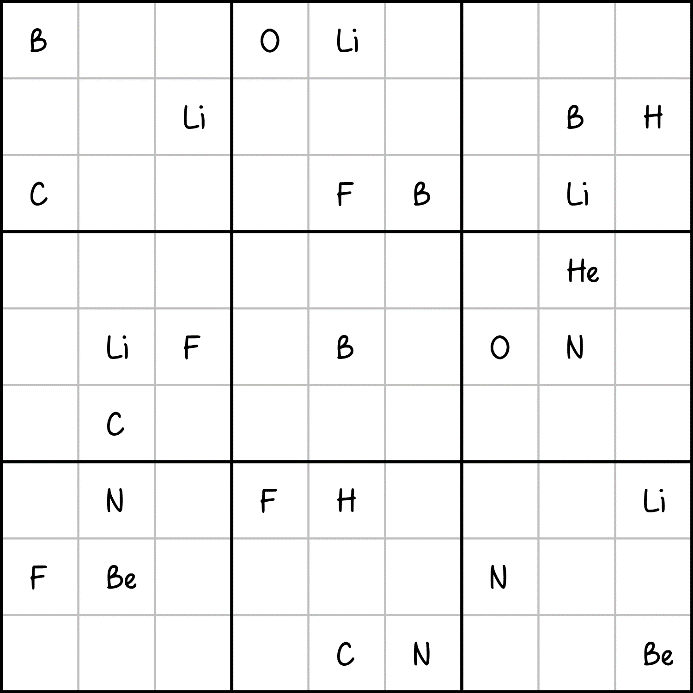 B O Li
Li B H
C F B Li
He
Li F B O N
C
N F H Li
F Be N
C N Be